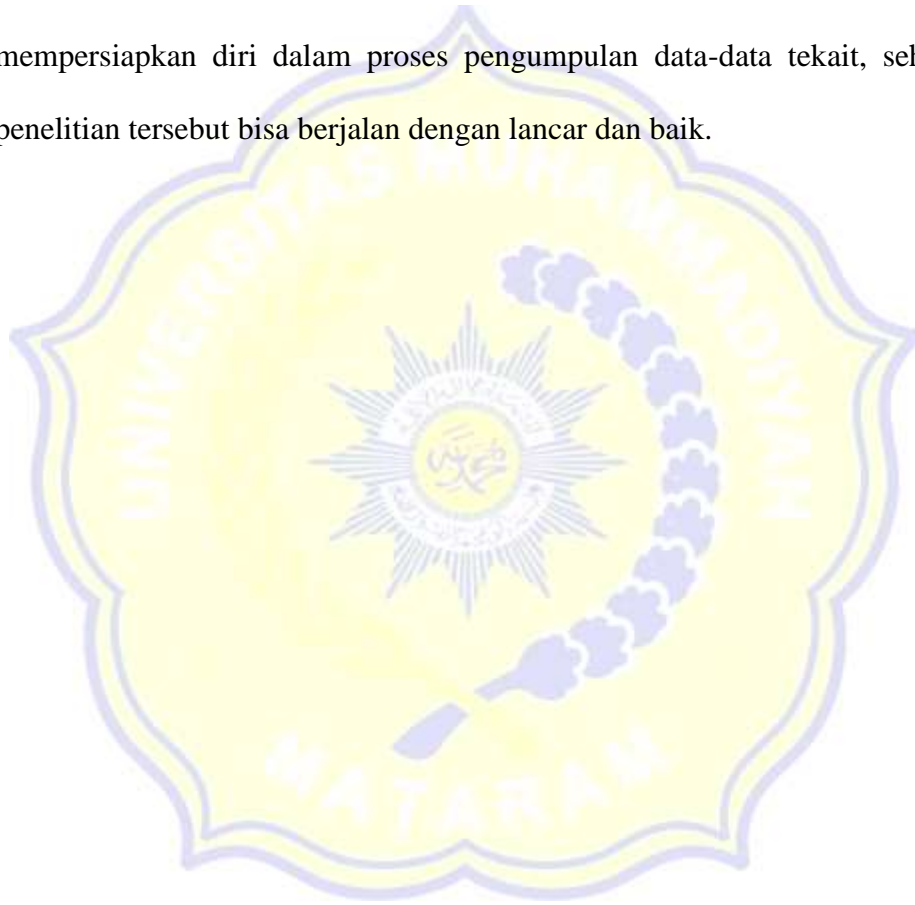 mempersiapkan diri dalam proses pengumpulan data-data tekait, seh
penelitian tersebut bisa berjalan dengan lancar dan baik.
UNIVERSITAS MUHAMMADIYAH
MATARAM